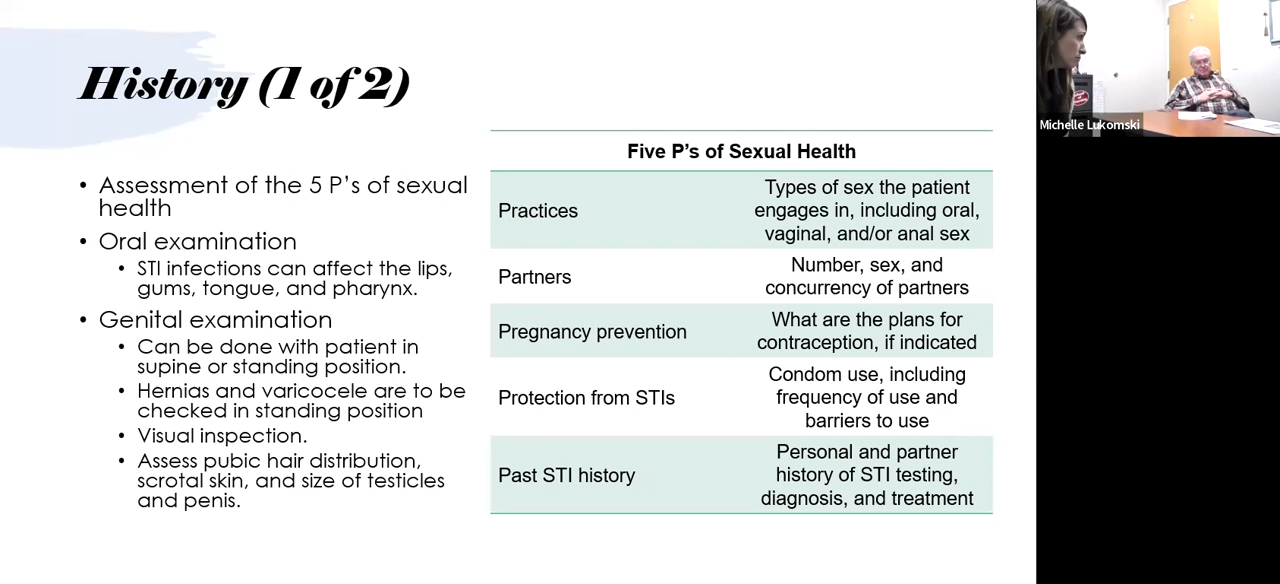 History (1 of 2)
• Assessment of the 5 P's of sexual
health
• Oral examination
• STI infections can affect the lips,
gums, tongue, and pharynx.
• Genital examination
• Can be done with patient in
supine or standing position.
• Hernias and varicocele are to be
checked in standing position
• Visual inspection.
• Assess pubic hair distribution,
scrotal skin, and size of testicles
and penis.
Five P's of Sexual Health
Practices
Types of sex the patient
engages in, including oral,
vaginal, and/or anal sex
Partners
Number, sex, and
concurrency of partners
Pregnancy prevention
What are the plans for
contraception, if indicated
Protection from STIs
Condom use, including
frequency of use and
barriers to use
Past STI history
Personal and partner
history of STI testing,
diagnosis, and treatment
Michelle Lukomski